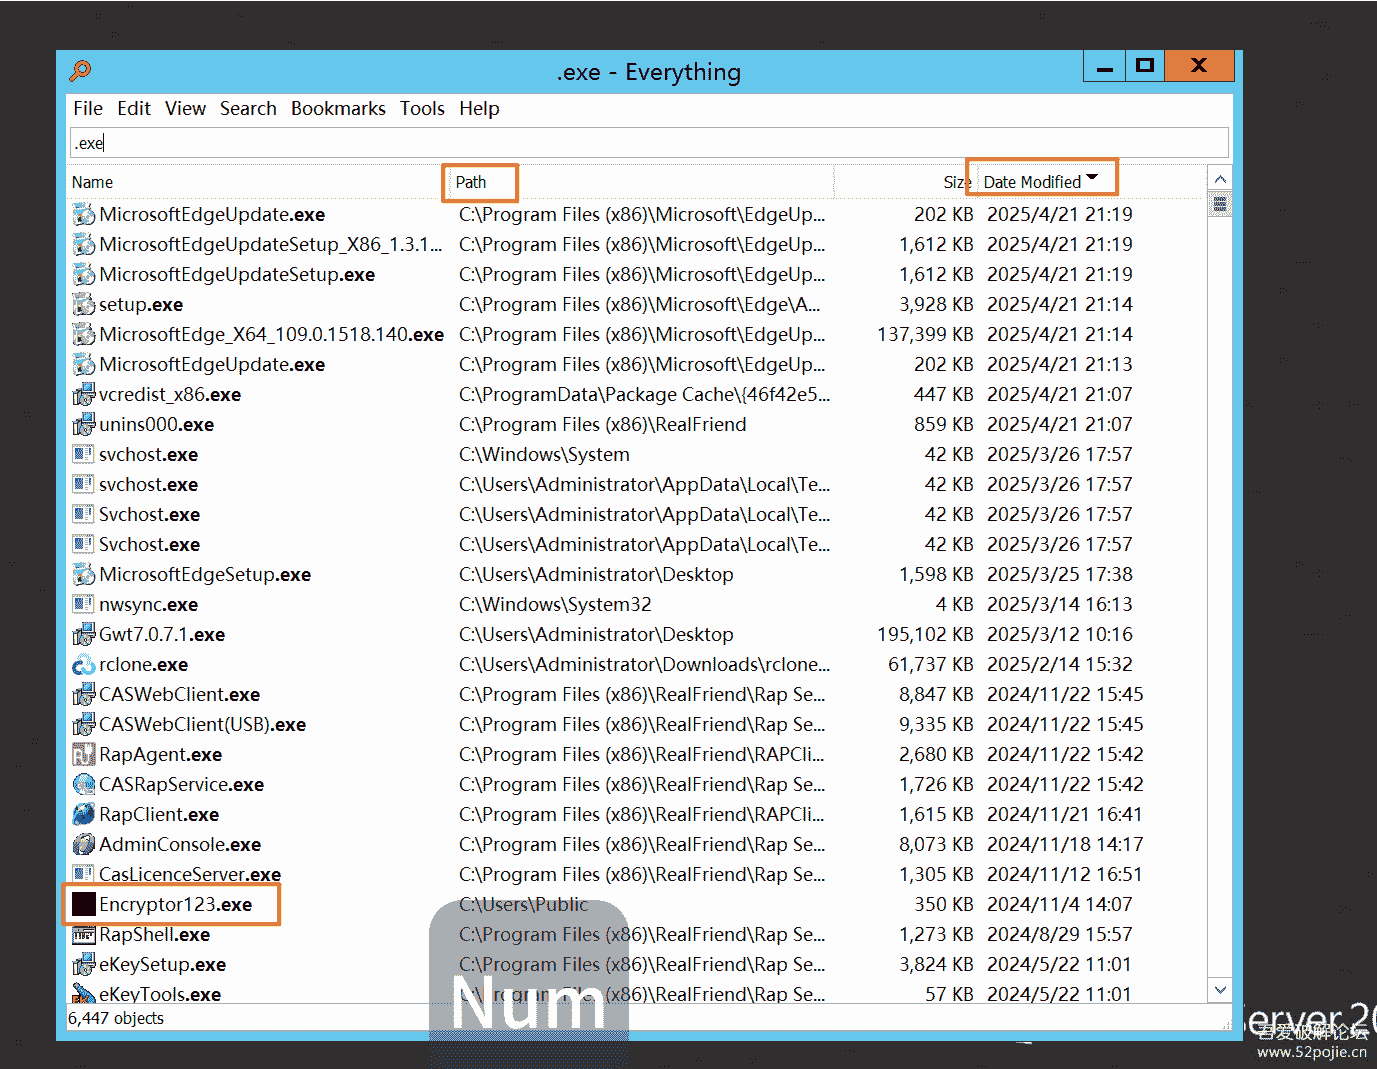 .exe - Everything
File Edit View Search Bookmarks Tools Help
.exe
Name Path Size Date Modified
MicrosoftEdgeUpdate.exe C:\Program Files (x86)\Microsoft\EdgeUp... 202 KB 2025/4/21 21:19
MicrosoftEdgeUpdateSetup_X86_1.3.1... C:\Program Files (x86)\Microsoft\EdgeUp... 1,612 KB 2025/4/21 21:19
MicrosoftEdgeUpdateSetup.exe C:\Program Files (x86)\Microsoft\EdgeUp... 1,612 KB 2025/4/21 21:19
setup.exe C:\Program Files (x86)\Microsoft\Edge\A... 3,928 KB 2025/4/21 21:14
MicrosoftEdge_X64_109.0.1518.140.exe C:\Program Files (x86)\Microsoft\EdgeUp... 137,399 KB 2025/4/21 21:14
MicrosoftEdgeUpdate.exe C:\Program Files (x86)\Microsoft\EdgeUp... 202 KB 2025/4/21 21:13
vcredist_x86.exe C:\ProgramData\Package Cache\{46f42e5... 447 KB 2025/4/21 21:07
unins000.exe C:\Program Files (x86)\RealFriend 859 KB 2025/4/21 21:07
svchost.exe C:\Windows\System 42 KB 2025/3/26 17:57
svchost.exe C:\Users\Administrator\AppData\Local\Te... 42 KB 2025/3/26 17:57
Svchost.exe C:\Users\Administrator\AppData\Local\Te... 42 KB 2025/3/26 17:57
Svchost.exe C:\Users\Administrator\AppData\Local\Te... 42 KB 2025/3/26 17:57
MicrosoftEdgeSetup.exe C:\Users\Administrator\Desktop 1,598 KB 2025/3/25 17:38
nwsync.exe C:\Windows\System32 4 KB 2025/3/14 16:13
Gwt7.0.7.1.exe C:\Users\Administrator\Desktop 195,102 KB 2025/3/12 10:16
rclone.exe C:\Users\Administrator\Downloads\rclone... 61,737 KB 2025/2/14 15:32
CASWebClient.exe C:\Program Files (x86)\RealFriend\Rap Se... 8,847 KB 2024/11/22 15:45
CASWebClient(USB).exe C:\Program Files (x86)\RealFriend\Rap Se... 9,335 KB 2024/11/22 15:45
RapAgent.exe C:\Program Files (x86)\RealFriend\RAPCli... 2,680 KB 2024/11/22 15:42
CASRapService.exe C:\Program Files (x86)\RealFriend\Rap Se... 1,726 KB 2024/11/22 15:42
RapClient.exe C:\Program Files (x86)\RealFriend\RAPCli... 1,615 KB 2024/11/21 16:41
AdminConsole.exe C:\Program Files (x86)\RealFriend\Rap Se... 8,073 KB 2024/11/18 14:17
CasLicenceServer.exe C:\Program Files (x86)\RealFriend\Rap Se... 1,305 KB 2024/11/12 16:51
Encryptor123.exe C:\Users\Public 350 KB 2024/11/4 14:07
RapShell.exe C:\Program Files (x86)\RealFriend\Rap Se... 1,273 KB 2024/8/29 15:57
eKeySetup.exe C:\Program Files (x86)\RealFriend\Rap Se... 3,824 KB 2024/5/22 11:01
eKeyTools.exe C:\Program Files (x86)\RealFriend\Rap Se... 57 KB 2024/5/22 11:01
Num
6,447 objects
Server 20
吾爱破解论坛
www.52pojie.cn